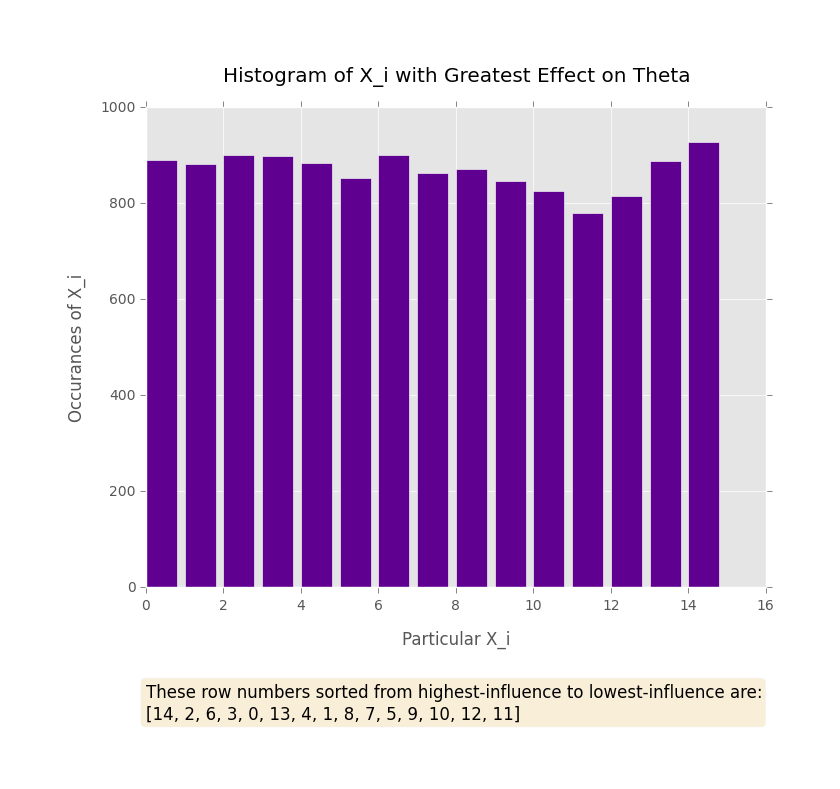 Histogram of X_i with Greatest Effect on Theta
1000
800
600
400
200
0
Occurances of X_i
0 2 4 6 8 10 12 14 16
Particular X_i
These row numbers sorted from highest-influence to lowest-influence are:
[14, 2, 6, 3, 0, 13, 4, 1, 8, 7, 5, 9, 10, 12, 11]